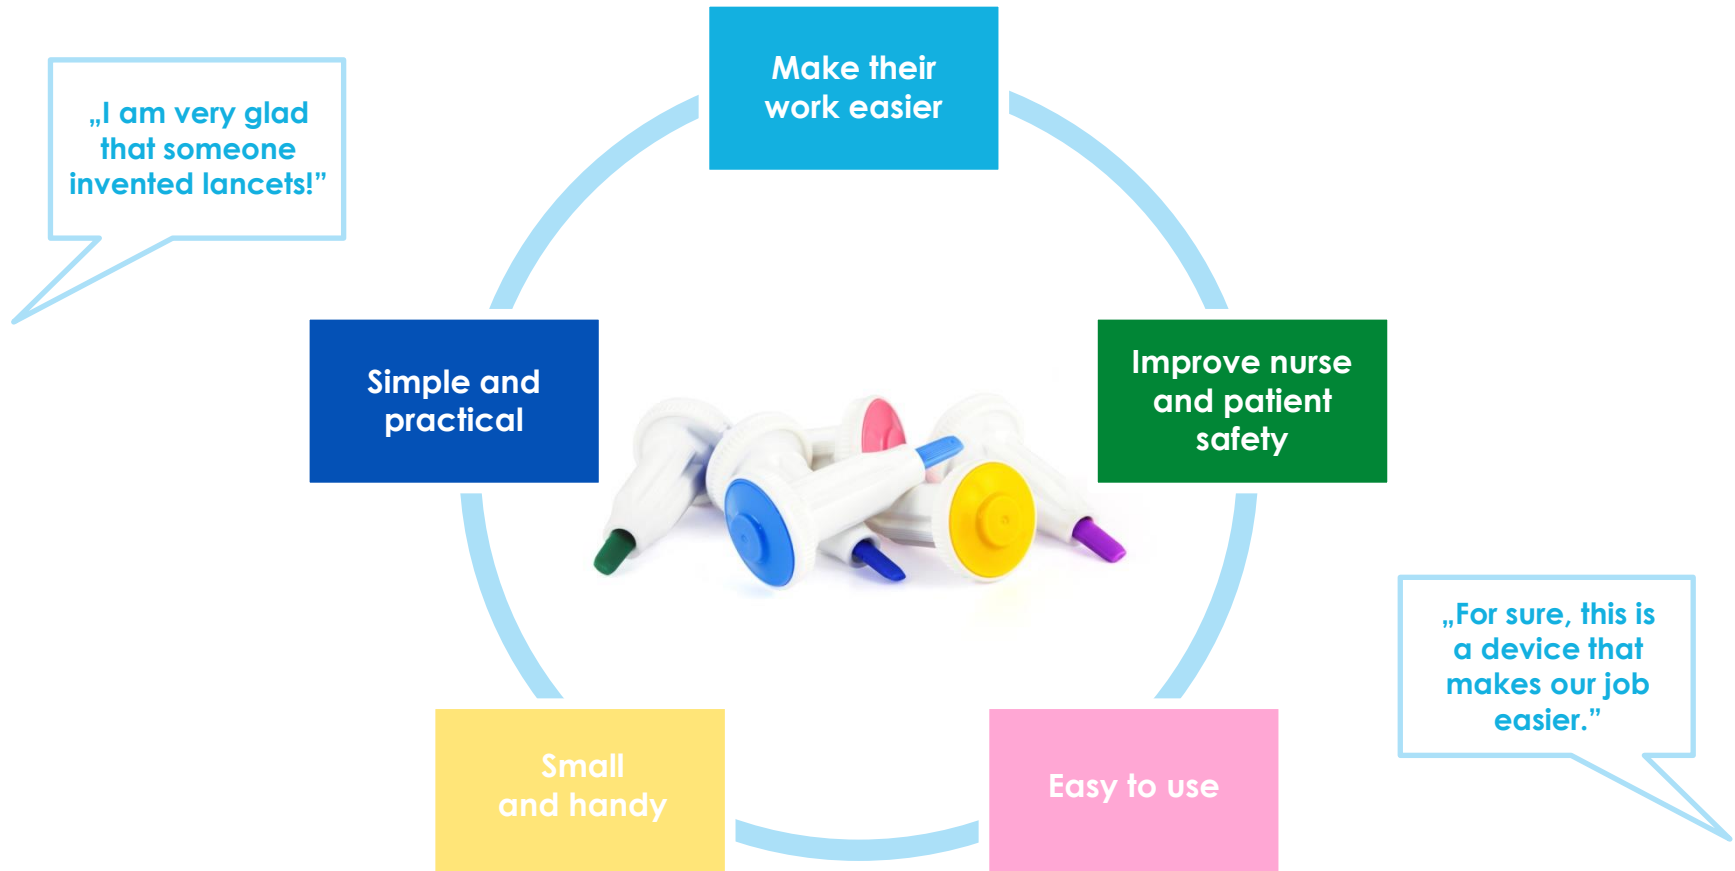 Make their
work easier
„I am very glad
that someone
invented lancets!”
Simple and
practical
Improve nurse
and patient
safety
„For sure, this is
a device that
makes our job
easier.”
Small
and handy
Easy to use